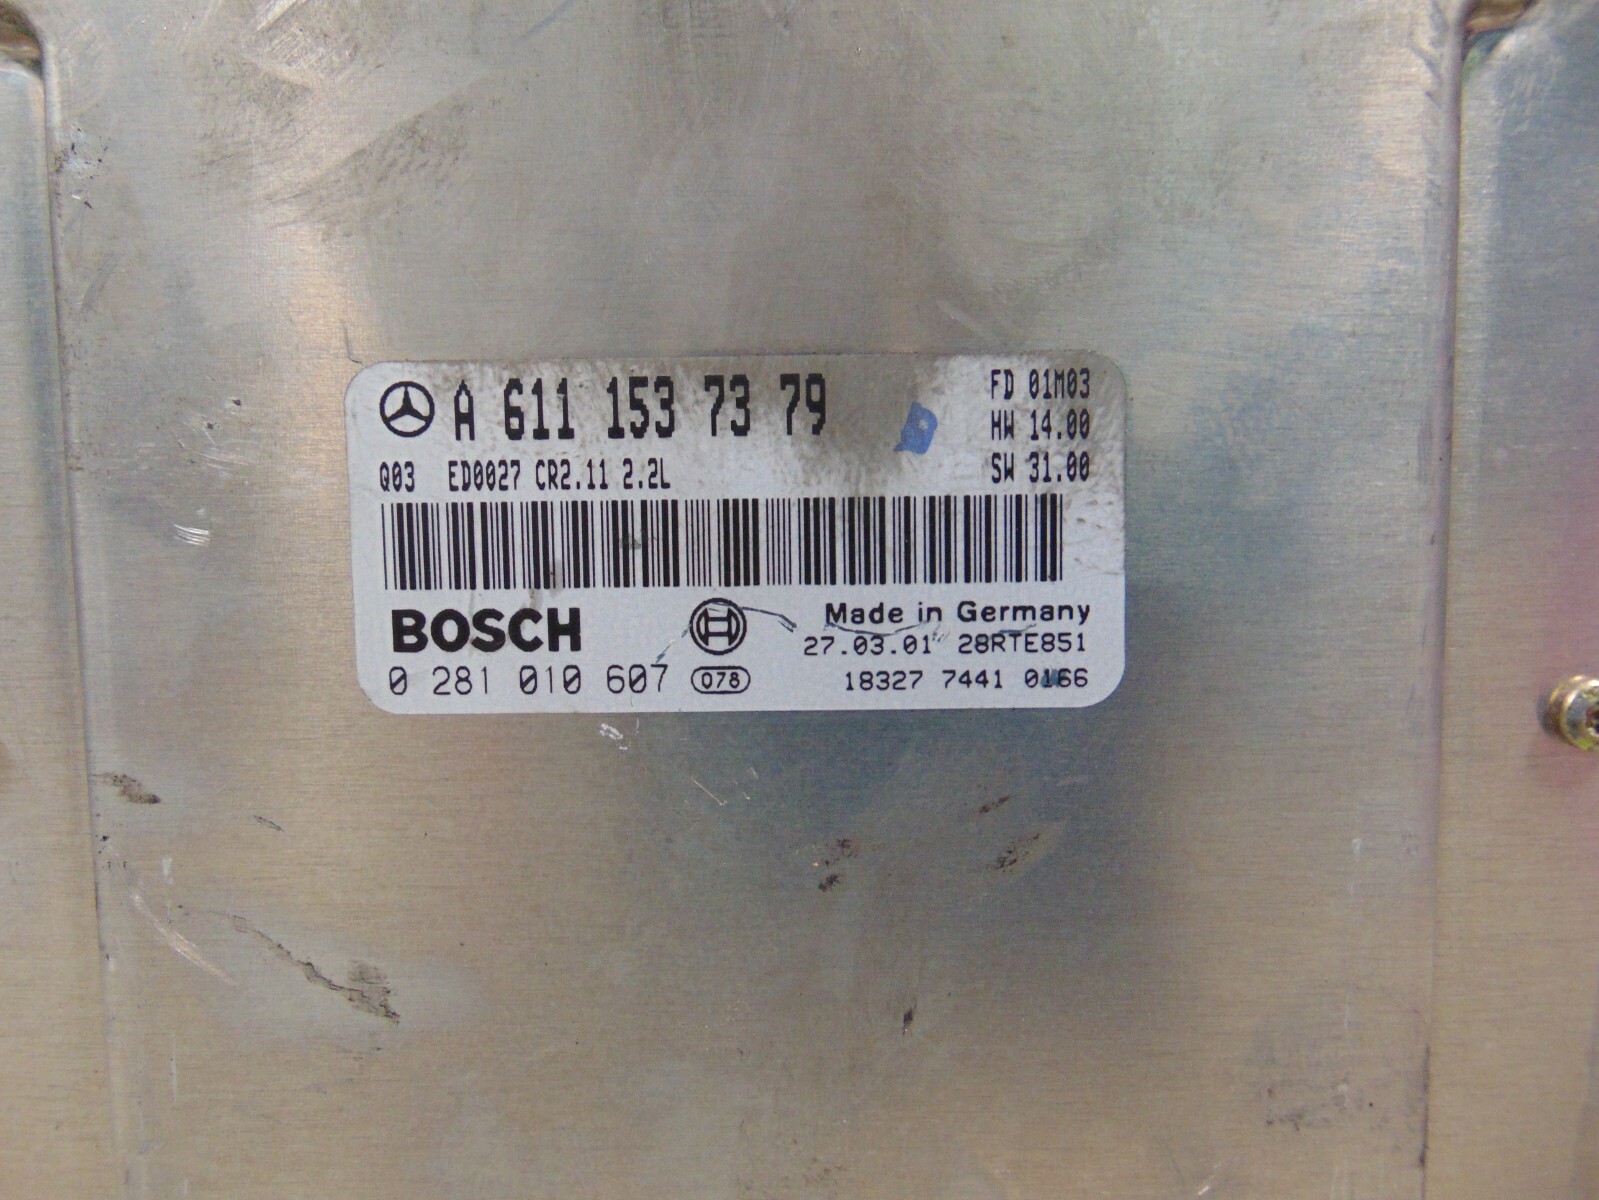 A 611 153 73 79
FD 01M03
HW 14.00
Q03 ED0027 CR2.11 2.2L
SW 31.00
BOSCH
Made in Germany
27.03.01 28RTE851
0 281 010 607 078
18327 7441 0166